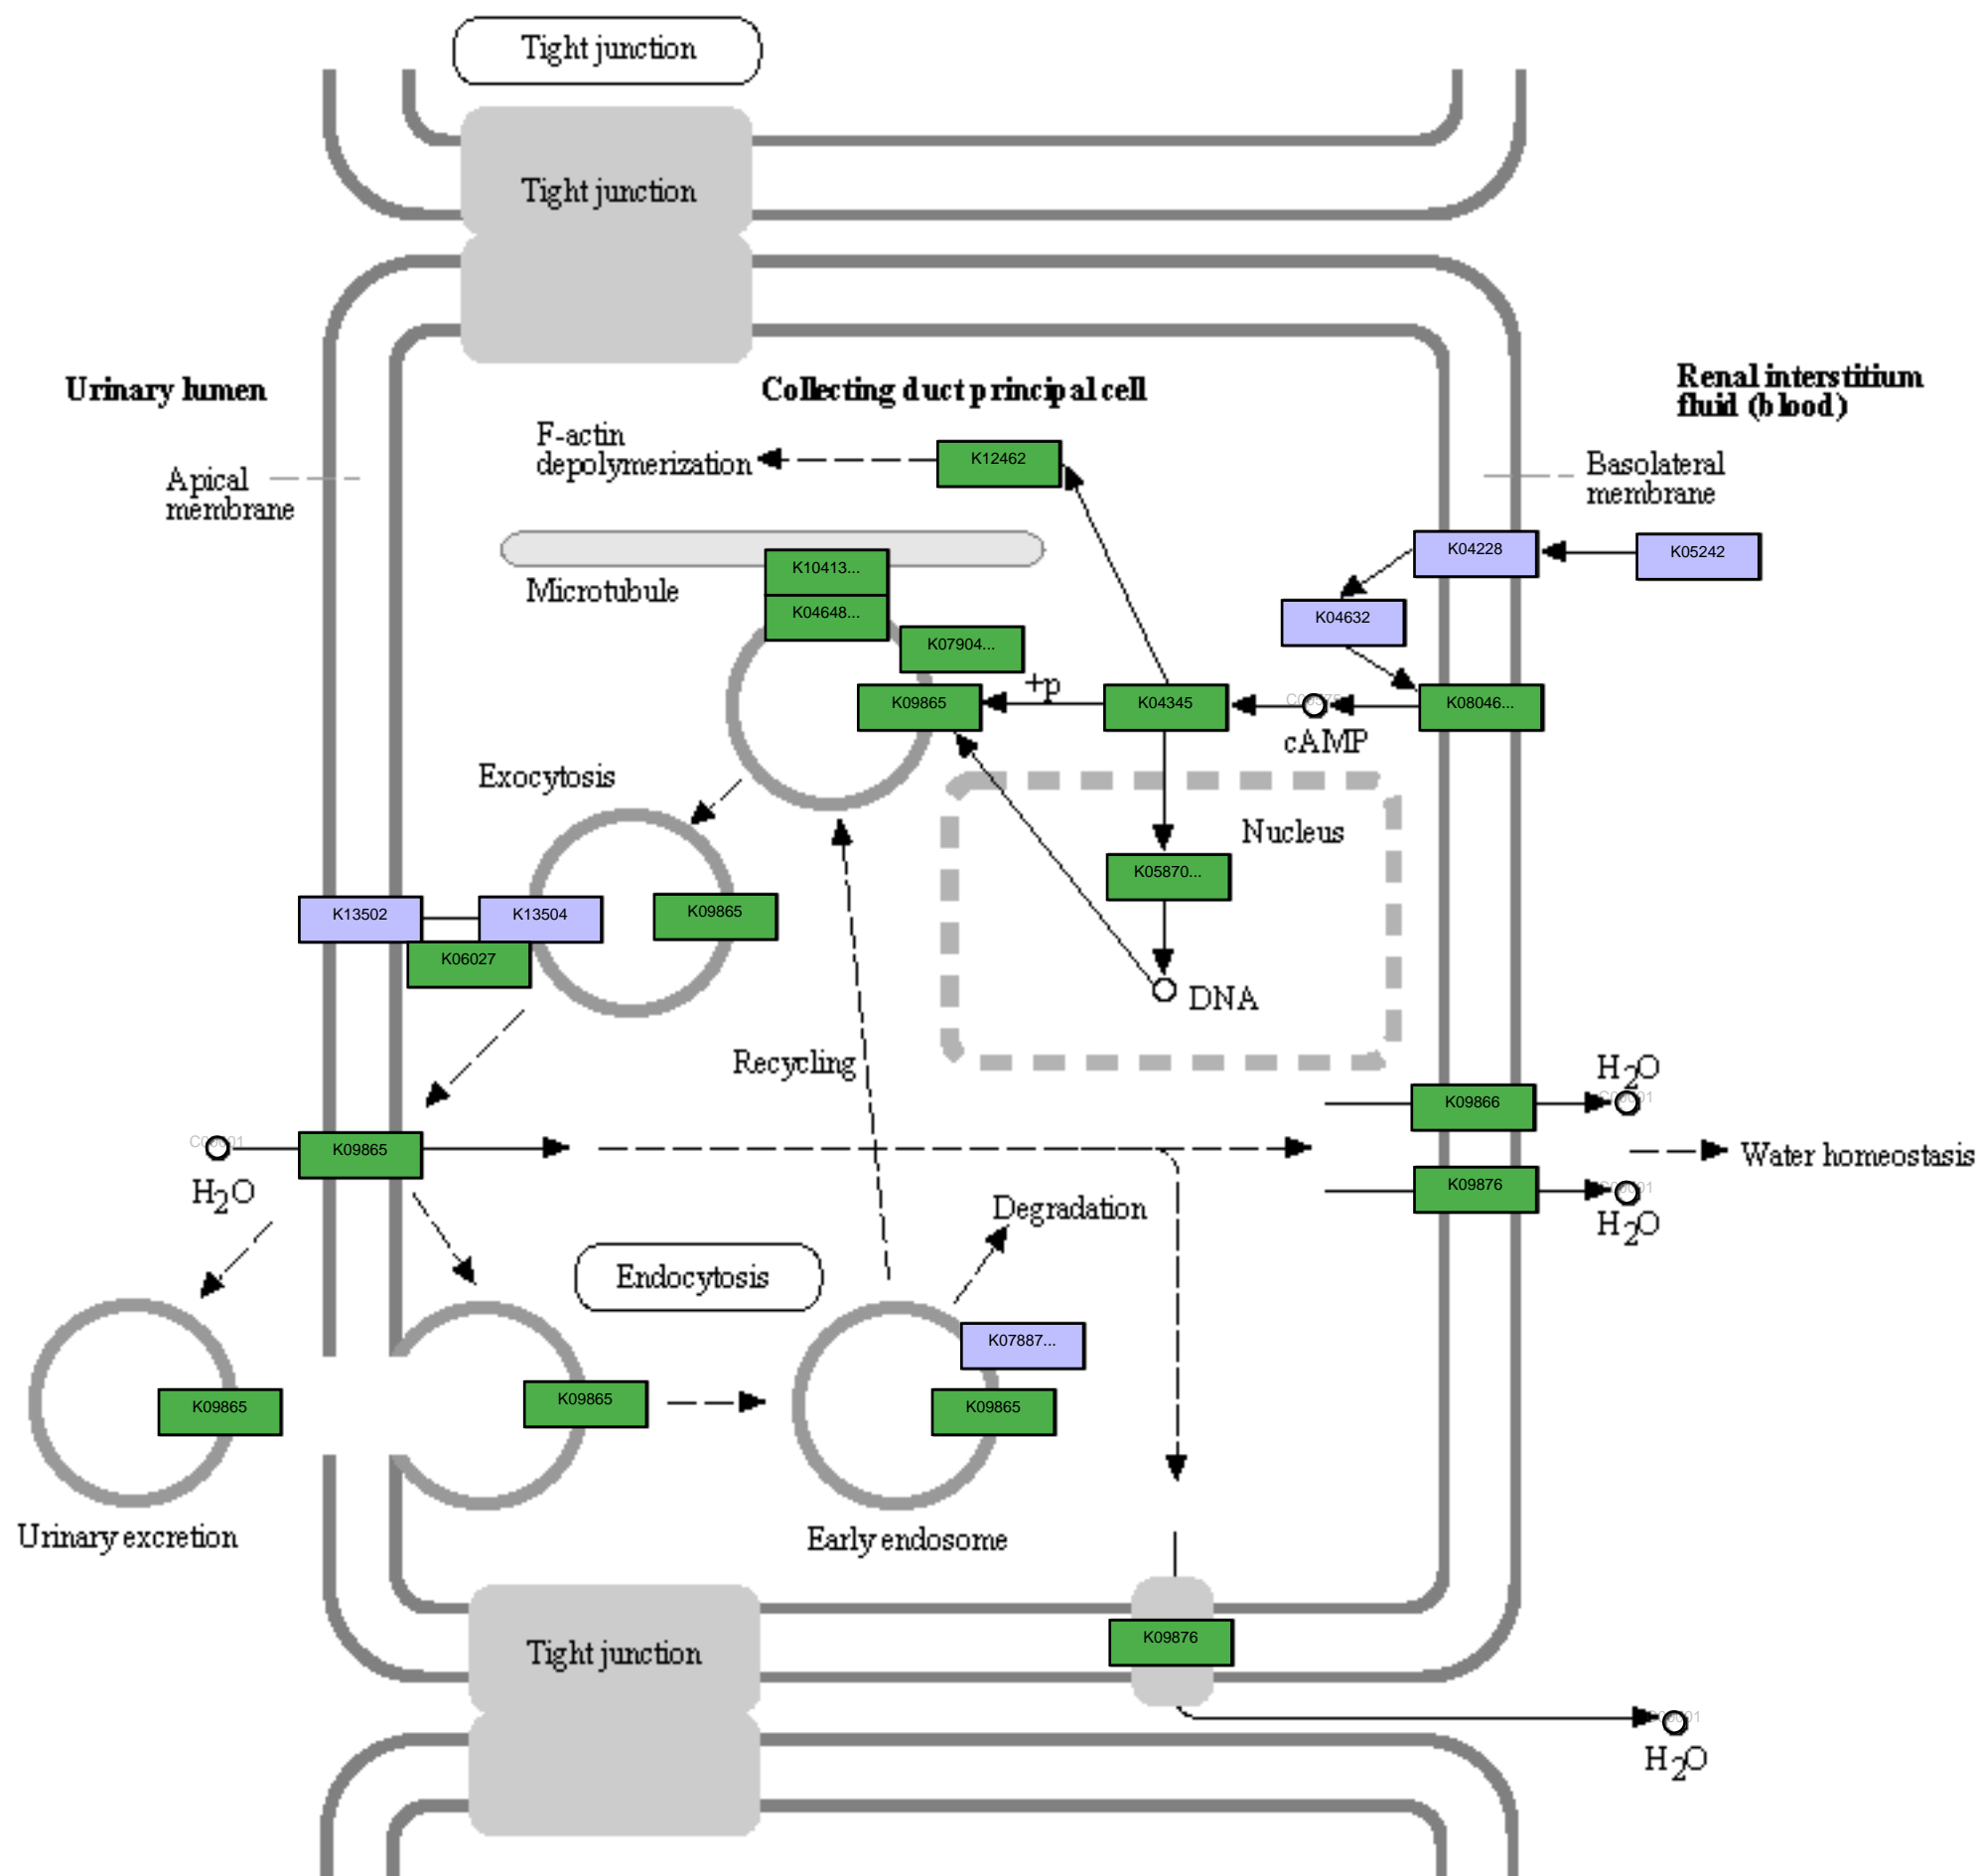 Tight junction
Tight junction
Urinary lumen
Collecting duct principal cell
Renal interstitium
fluid (blood)
F-actin
depolymerization
K12462
Apical
membrane
Basolateral
membrane
K04228
K05242
K10413...
Microtubule
K04648...
K04632
K07904...
K09865
+p
K04345
cAMP
K08046...
Exocytosis
Nucleus
K05870...
K13502
K13504
K09865
K06027
DNA
Recycling
H2O
K09866
K09865
H2O
Water homeostasis
K09876
H2O
Degradation
Endocytosis
K07887...
K09865
K09865
K09865
Urinary excretion
Early endosome
Tight junction
K09876
H2O